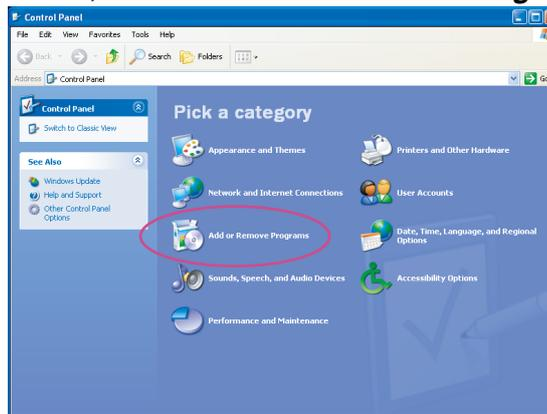 Control Panel
File Edit View Favorites Tools Help
Back Search Folders
Address Control Panel
Control Panel
Switch to Classic View
See Also
Windows Update
Help and Support
Other Control Panel
Options
Pick a category
Appearance and Themes
Printers and Other Hardware
Network and Internet Connections
User Accounts
Add or Remove Programs
Date, Time, Language, and Regional
Options
Sounds, Speech, and Audio Devices
Accessibility Options
Performance and Maintenance